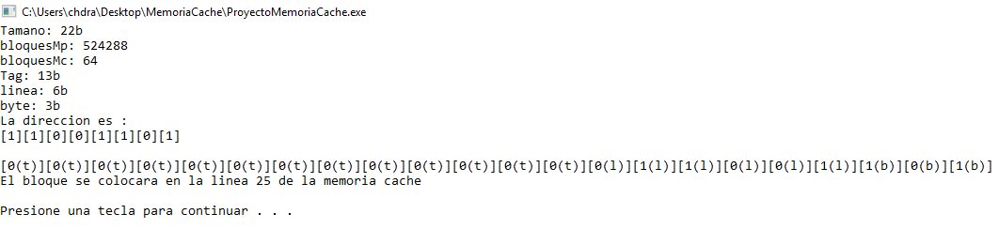 C:\Users\chdra\Desktop\MemoriaCache\ProyectoMemoriaCache.exe
Tamano: 22b
bloquesMp: 524288
bloquesMc: 64
Tag: 13b
linea: 6b
byte: 3b
La direccion es :
[1][1][0][0][1][1][0][1]
[0(t)][0(t)][0(t)][0(t)][0(t)][0(t)][0(t)][0(t)][0(t)][0(t)][0(t)][0(t)][0(t)][0(l)][1(l)][1(l)][0(l)][0(l)][1(l)][1(b)][0(b)][1(b)]
El bloque se colocara en la linea 25 de la memoria cache
Presione una tecla para continuar . . .